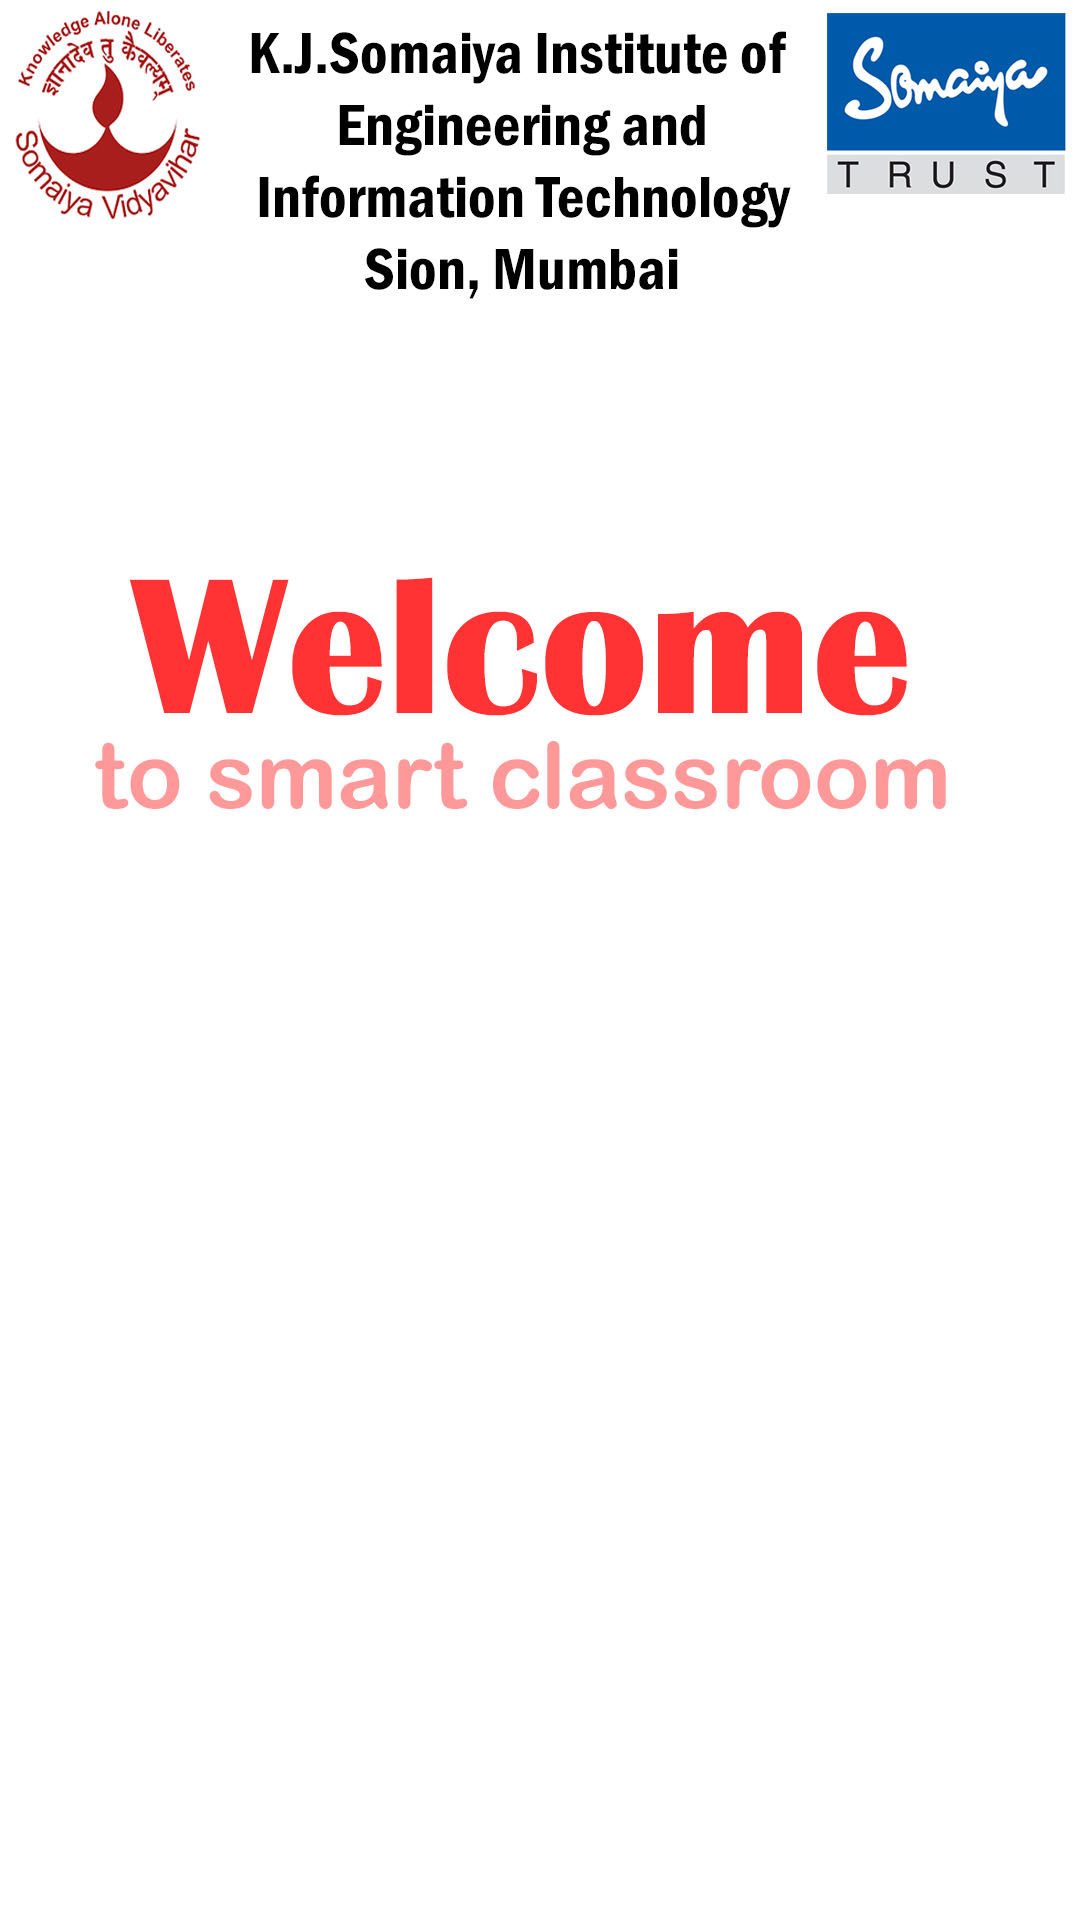 Knowledge Alone Liberates
ज्ञानादेव तु कैवल्यम्
Somaiya Vidyavihar
K.J.Somaiya Institute of
Engineering and
Information Technology
Sion, Mumbai
Somaiya
TRUST
Welcome
to smart classroom